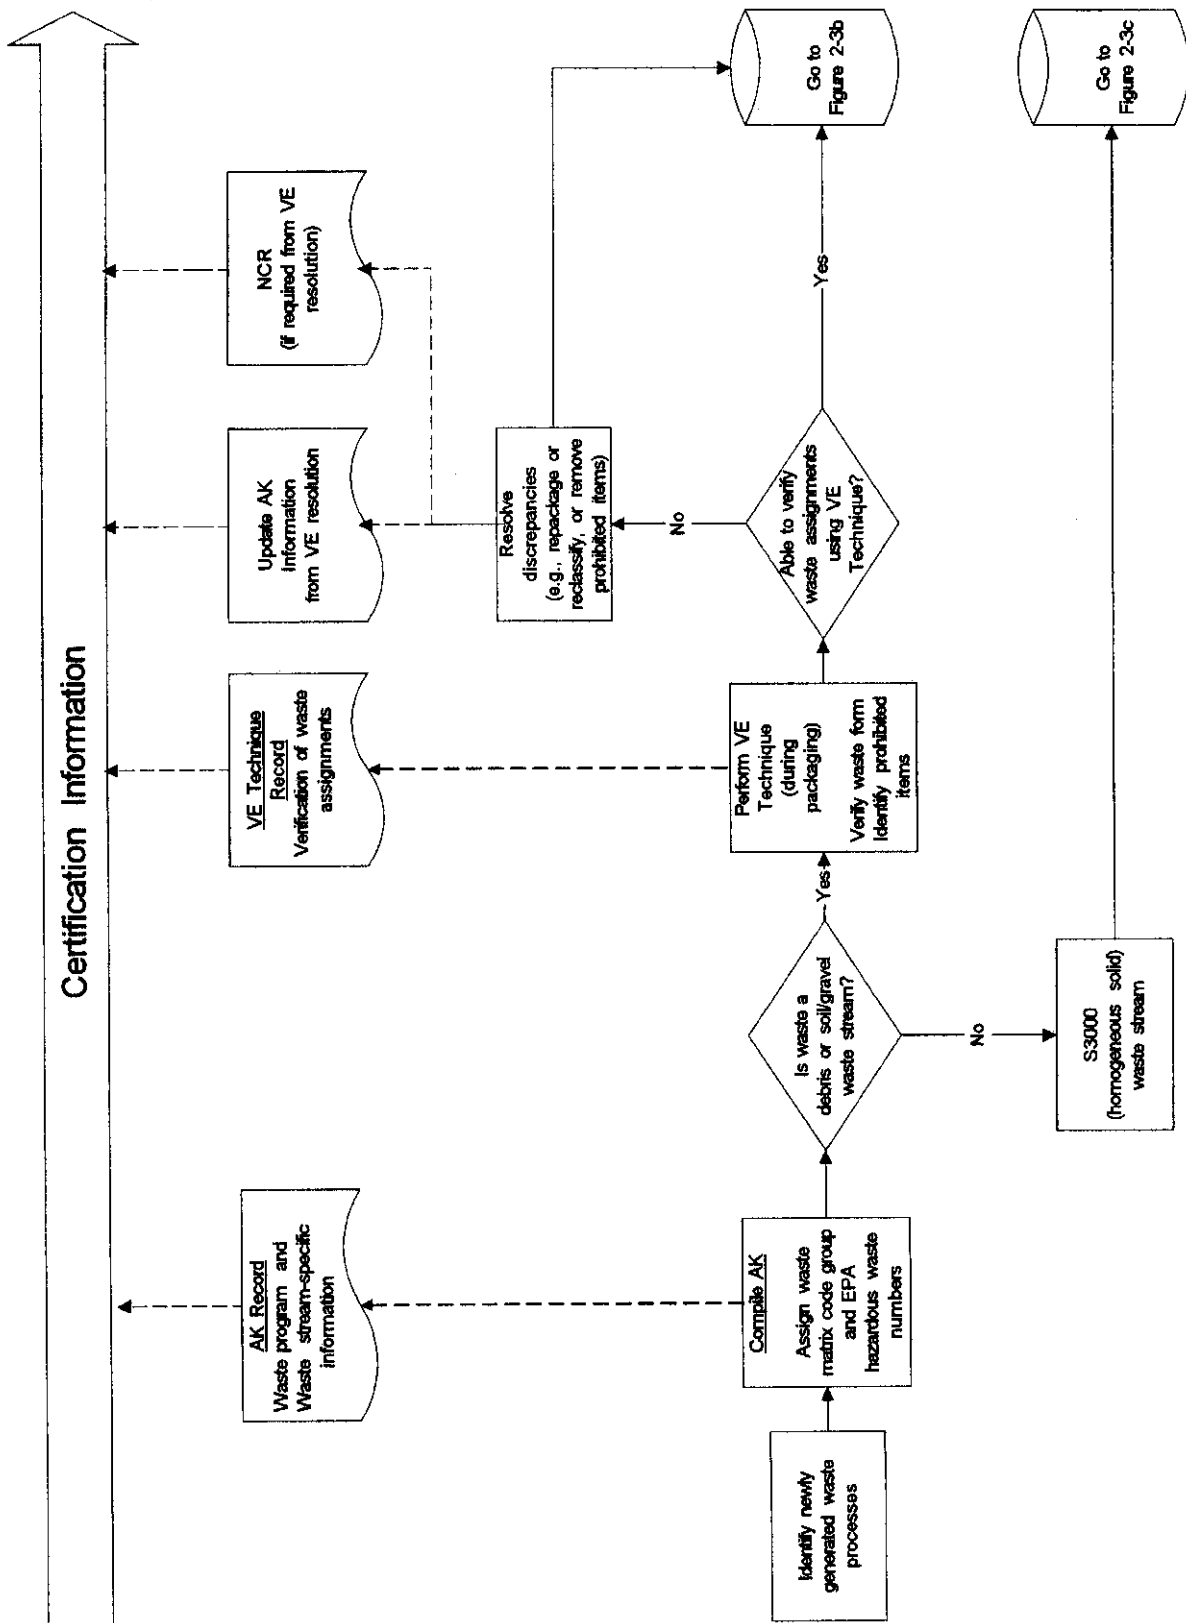 Certification Information
AK Record
Waste program and
Waste stream-specific
information
VE Technique
Record
Verification of waste
assignments
Update AK
Information
from VE resolution
NCR
(if required from VE
resolution)
Resolve
discrepancies
(e.g., repackage or
reclassify, or remove
prohibited items)
Identify newly
generated waste
processes
Compile AK
Assign waste
matrix code group
and EPA
hazardous waste
numbers
Is waste a
debris or soil/gravel
waste stream?
Yes
Perform VE
Technique
(during
packaging)
Verify waste form
Identify prohibited
items
Able to verify
waste assignments
using VE
Technique?
No
Yes
Go to
Figure 2-3b
No
S3000
(homogeneous solid)
waste stream
Go to
Figure 2-3c